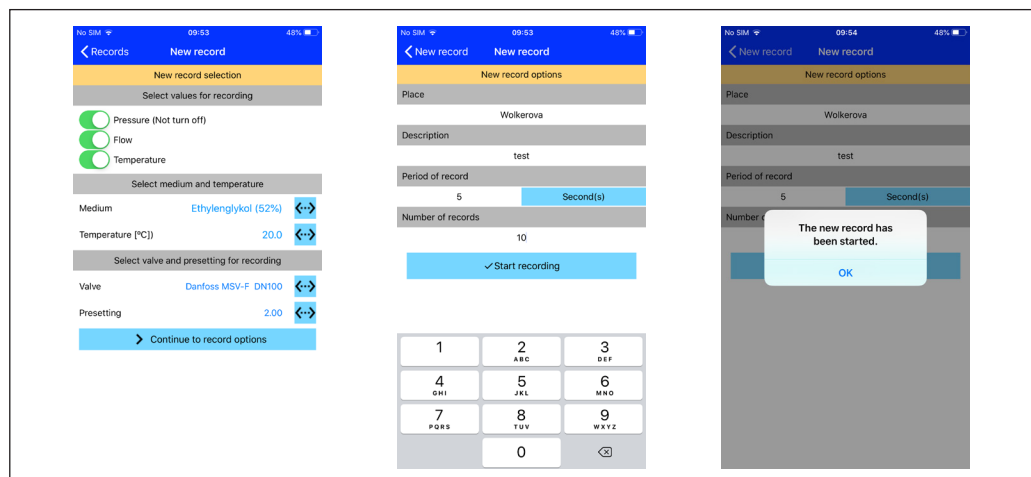 No SIM 09:53 48%
Records New record
New record selection
Select values for recording
Pressure (Not turn off)
Flow
Temperature
Select medium and temperature
Medium Ethylenglykol (52%)
Temperature [ºC]) 20.0
Select valve and presetting for recording
Valve Danfoss MSV-F DN100
Presetting 2.00
Continue to record options
No SIM 09:53 48%
New record New record
New record options
Place
Wolkerova
Description
test
Period of record
5 Second(s)
Number of records
10
Start recording
1 2 3
ABC DEF
4 5 6
GHI JKL MNO
7 8 9
PQRS TUV WXYZ
0
No SIM 09:54 48%
New record New record
New record options
Place
Wolkerova
Description
test
Period of record
5 Second(s)
Number
The new record has
been started.
OK